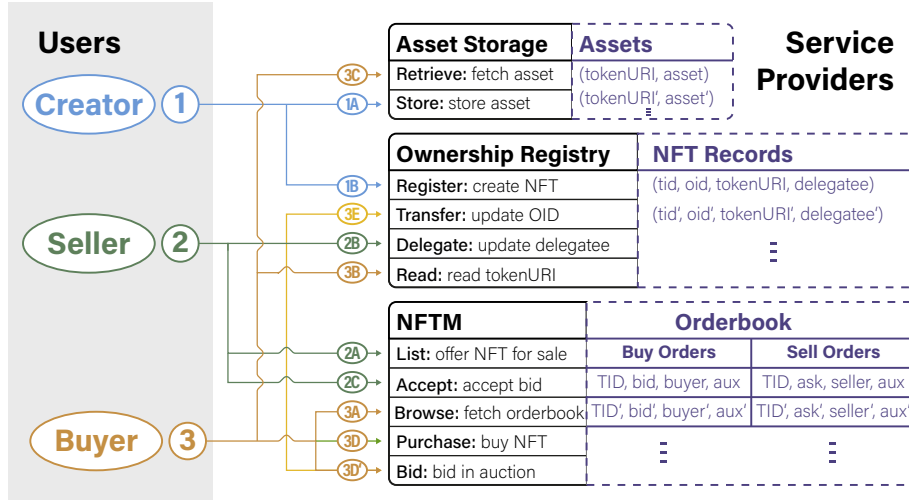 Users
Service
Providers
Creator 1
Seller 2
Buyer 3
Asset Storage Assets
3C Retrieve: fetch asset (tokenURI, asset)
1A Store: store asset (tokenURI', asset')
Ownership Registry NFT Records
1B Register: create NFT (tid, oid, tokenURI, delegatee)
3E Transfer: update OID (tid', oid', tokenURI', delegatee')
2B Delegate: update delegatee
3B Read: read tokenURI
NFTM Orderbook
2A List: offer NFT for sale Buy Orders Sell Orders
2C Accept: accept bid TID, bid, buyer, aux TID, ask, seller, aux
3A Browse: fetch orderbook TID', bid', buyer', aux' TID', ask', seller', aux'
3D Purchase: buy NFT
3D' Bid: bid in auction